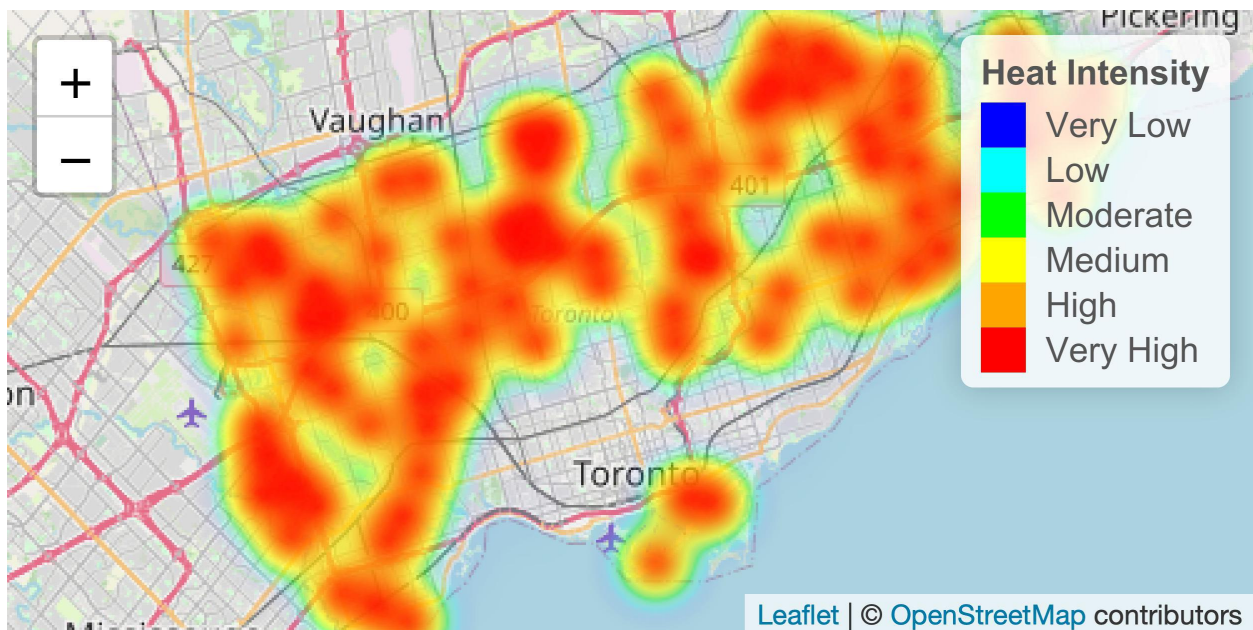 Pickering
+
−
Heat Intensity
Very Low
Low
Moderate
Medium
High
Very High
Vaughan
401
427
400
Toronto
on
Toronto
Leaflet | © OpenStreetMap contributors